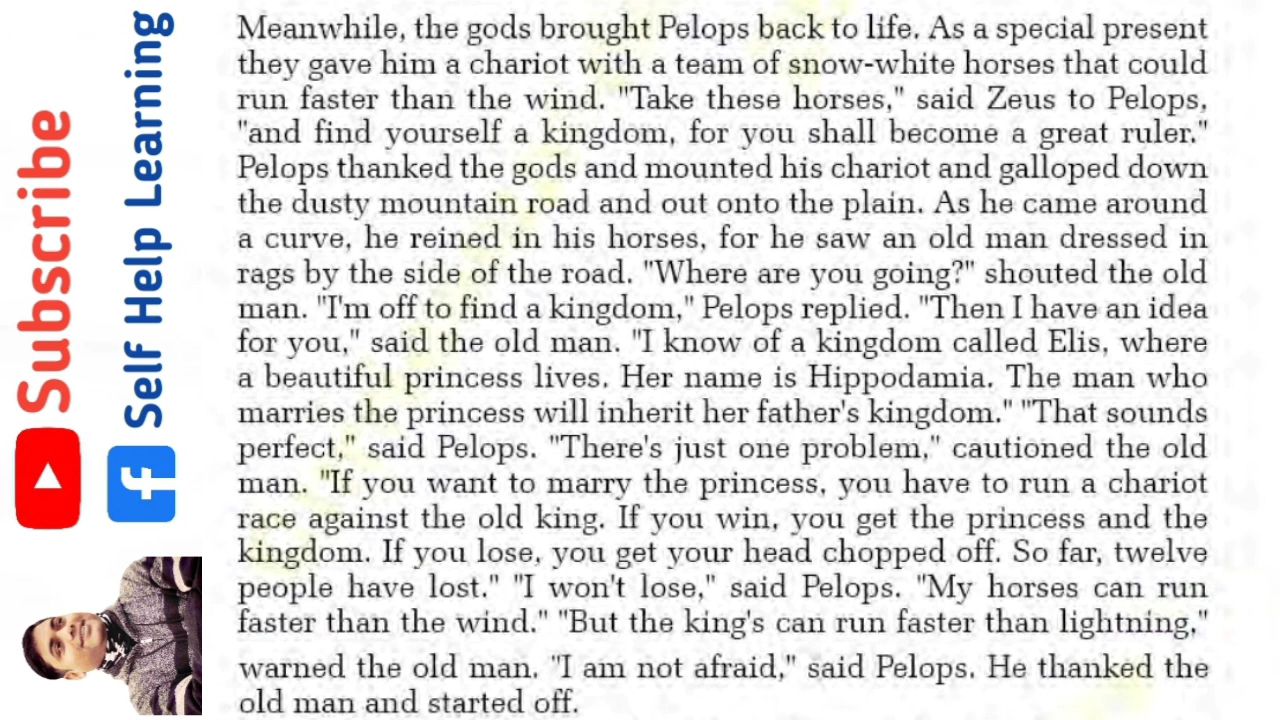 Subscribe
Self Help Learning
Meanwhile, the gods brought Pelops back to life. As a special present
they gave him a chariot with a team of snow-white horses that could
run faster than the wind. "Take these horses," said Zeus to Pelops,
"and find yourself a kingdom, for you shall become a great ruler."
Pelops thanked the gods and mounted his chariot and galloped down
the dusty mountain road and out onto the plain. As he came around
a curve, he reined in his horses, for he saw an old man dressed in
rags by the side of the road. "Where are you going?" shouted the old
man. "I'm off to find a kingdom," Pelops replied. "Then I have an idea
for you," said the old man. "I know of a kingdom called Elis, where
a beautiful princess lives. Her name is Hippodamia. The man who
marries the princess will inherit her father's kingdom." "That sounds
perfect," said Pelops. "There's just one problem," cautioned the old
man. "If you want to marry the princess, you have to run a chariot
race against the old king. If you win, you get the princess and the
kingdom. If you lose, you get your head chopped off. So far, twelve
people have lost." "I won't lose," said Pelops. "My horses can run
faster than the wind." "But the king's can run faster than lightning,"
warned the old man. "I am not afraid," said Pelops. He thanked the
old man and started off.